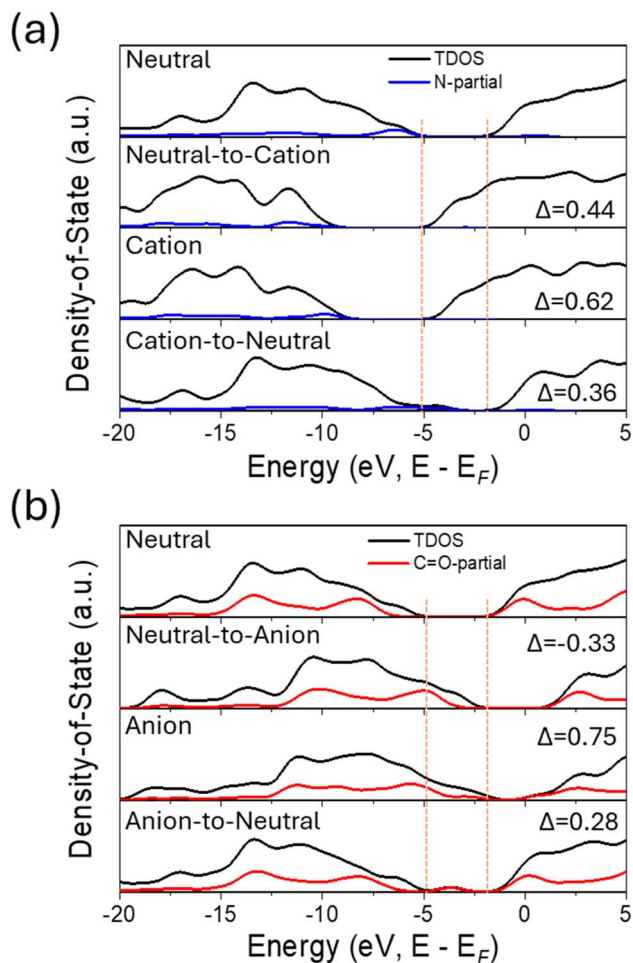 (a)
Neutral
TDOS
N-partial
Neutral-to-Cation
Δ=0.44
Cation
Δ=0.62
Cation-to-Neutral
Δ=0.36
Density-of-State (a.u.)
-20 -15 -10 -5 0 5
Energy (eV, E - E_F)
(b)
Neutral
TDOS
C=O-partial
Neutral-to-Anion
Δ=-0.33
Anion
Δ=0.75
Anion-to-Neutral
Δ=0.28
Density-of-State (a.u.)
-20 -15 -10 -5 0 5
Energy (eV, E - E_F)